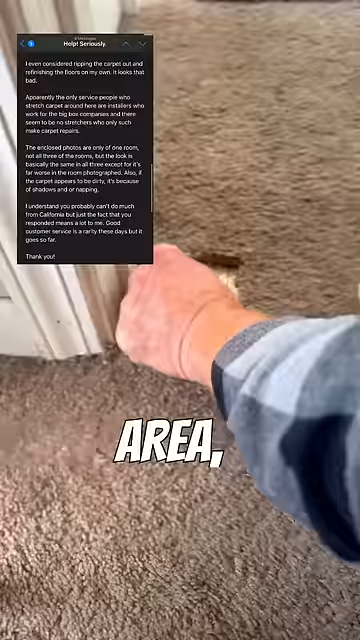 Help! Seriously.
I even considered ripping the carpet out and
refinishing the floors on my own. it looks that
bad.
Apparently the only service people who
stretch carpet around here are installers who
work for the big box companies and there
seem to be no stretchers who only such
make carpet repairs.
The enclosed photos are only of one room,
not all three of the rooms, but the look is
basically the same in all three except for it's
far worse in the room photographed. Also, if
the carpet appears to be dirty, it's because
of shadows and or napping.
I understand you probably can't do much
from California but just the fact that you
responded means a lot to me. Good
customer service is a rarity these days but it
goes so far.
Thank you!
AREA,